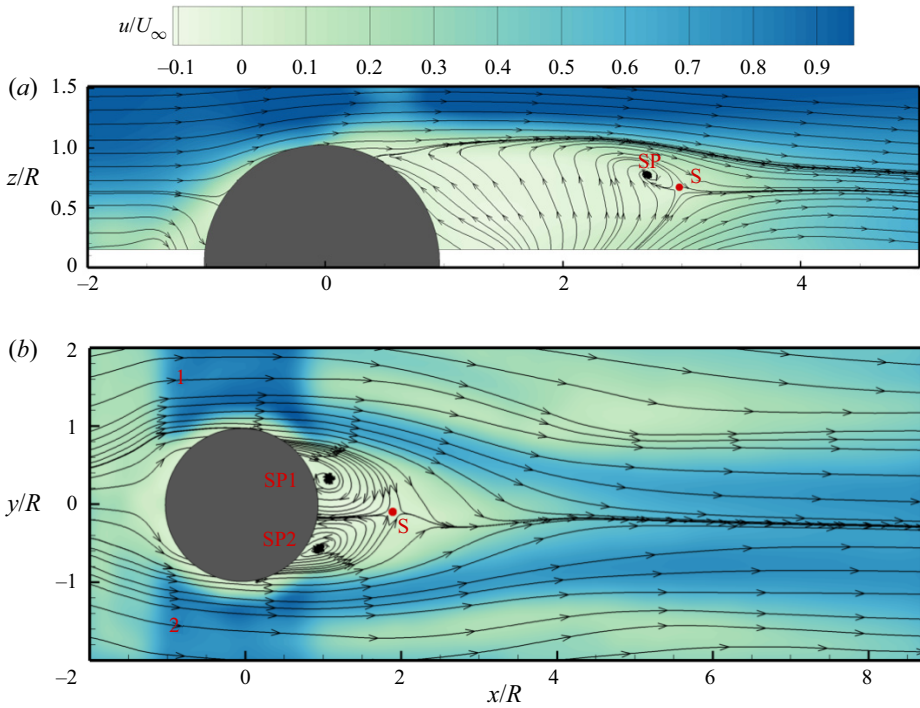 u/U∞
–0.1 0 0.1 0.2 0.3 0.4 0.5 0.6 0.7 0.8 0.9
(a)
1.5
1.0
z/R
0.5
0
SP
S
–2 0 2 4
(b)
2
1
1
SP1
y/R
0
S
SP2
–1
2
–2
0 2 4 6 8
x/R